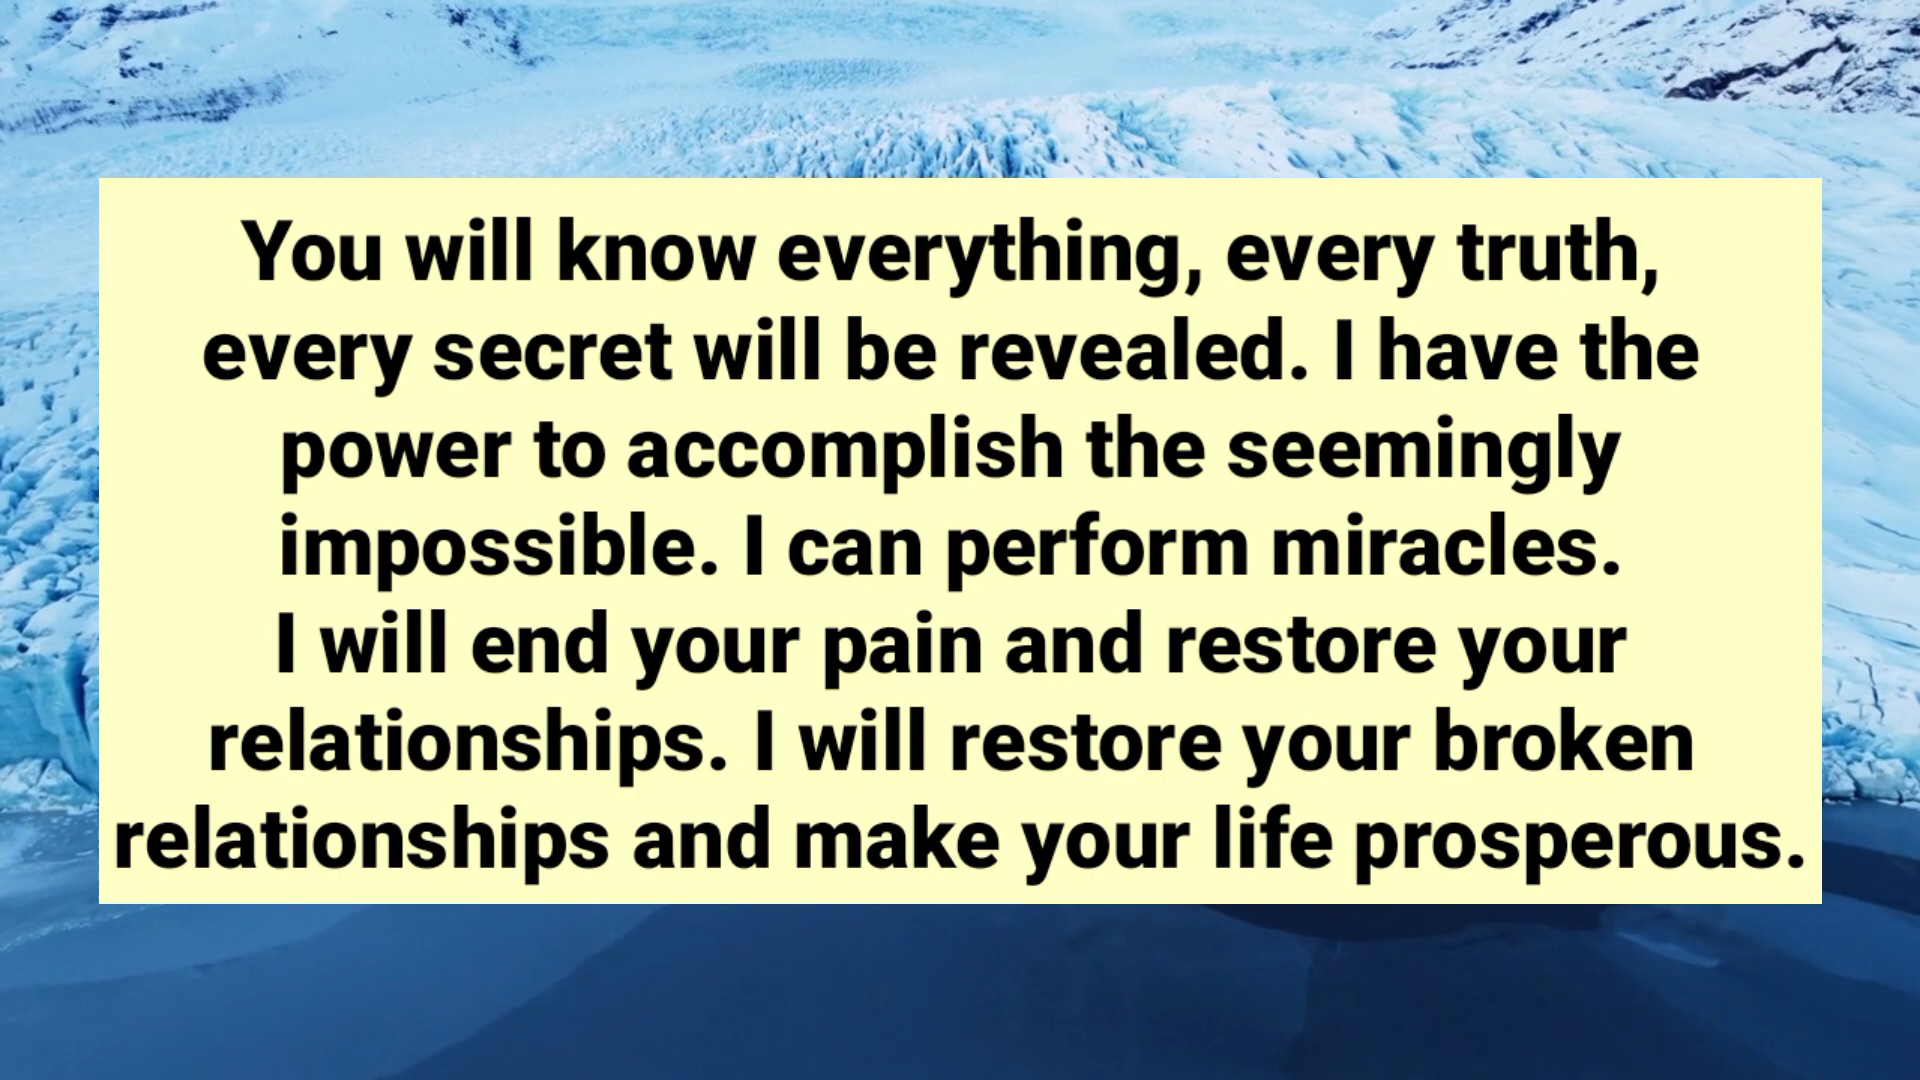 You will know everything, every truth,
every secret will be revealed. I have the
power to accomplish the seemingly
impossible. I can perform miracles.
I will end your pain and restore your
relationships. I will restore your broken
relationships and make your life prosperous.